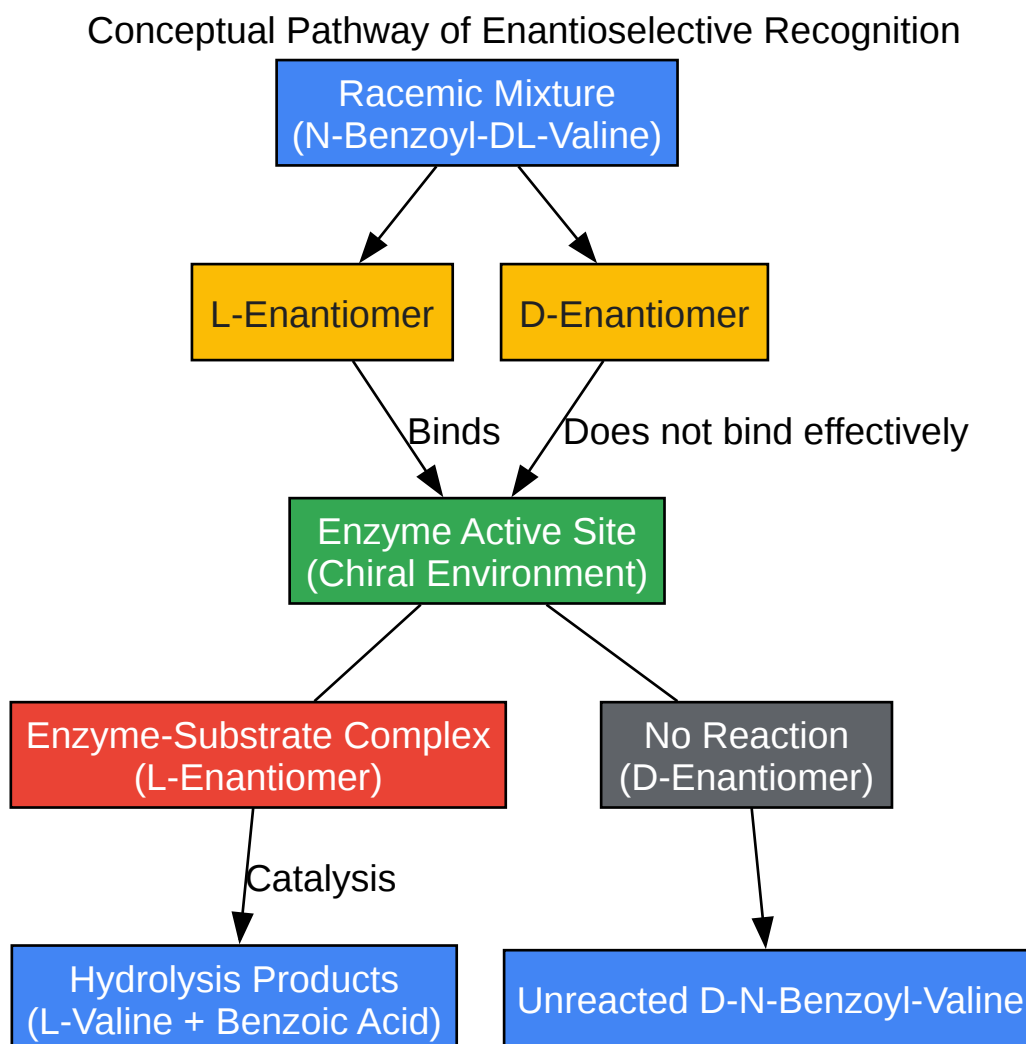 Conceptual Pathway of Enantioselective Recognition
Racemic Mixture
(N-Benzoyl-DL-Valine)
L-Enantiomer
D-Enantiomer
Binds
Does not bind effectively
Enzyme Active Site
(Chiral Environment)
Enzyme-Substrate Complex
(L-Enantiomer)
No Reaction
(D-Enantiomer)
Catalysis
Hydrolysis Products
(L-Valine + Benzoic Acid)
Unreacted D-N-Benzoyl-Valine